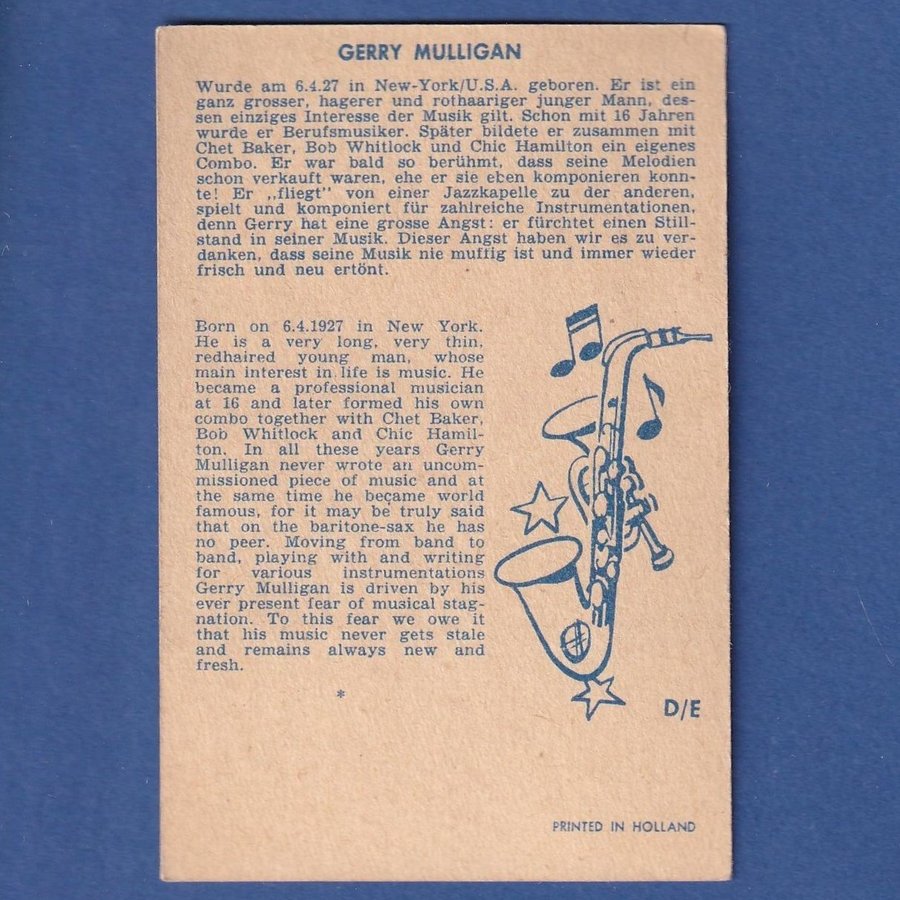 GERRY MULLIGAN
Wurde am 6.4.27 in New-York/U.S.A. geboren. Er ist ein
ganz grosser, hagerer und rothaariger junger Mann, des-
sen einziges Interesse der Musik gilt. Schon mit 16 Jahren
wurde er Berufsmusiker. Später bildete er zusammen mit
Chet Baker, Bob Whitlock und Chic Hamilton ein eigenes
Combo. Er war bald so berühmt, dass seine Melodien
schon verkauft waren, ehe er sie eben komponieren konn-
te! Er „fliegt" von einer Jazzkapelle zu der anderen,
spielt und komponiert für zahlreiche Instrumentationen,
denn Gerry hat eine grosse Angst: er fürchtet einen Still-
stand in seiner Musik. Dieser Angst haben wir es zu ver-
danken, dass seine Musik nie muffig ist und immer wieder
frisch und neu ertönt.
Born on 6.4.1927 in New York.
He is a very long, very thin,
redhaired young man, whose
main interest in life is music. He
became a professional musician
at 16 and later formed his own
combo together with Chet Baker,
Bob Whitlock and Chic Hamil-
ton. In all these years Gerry
Mulligan never wrote an uncom-
missioned piece of music and at
the same time he became world
famous, for it may be truly said
that on the baritone-sax he has
no peer. Moving from band to
band, playing with and writing
for various instrumentations
Gerry Mulligan is driven by his
ever present fear of musical stag-
nation. To this fear we owe it
that his music never gets stale
and remains always new and
fresh.
*
D/E
PRINTED IN HOLLAND